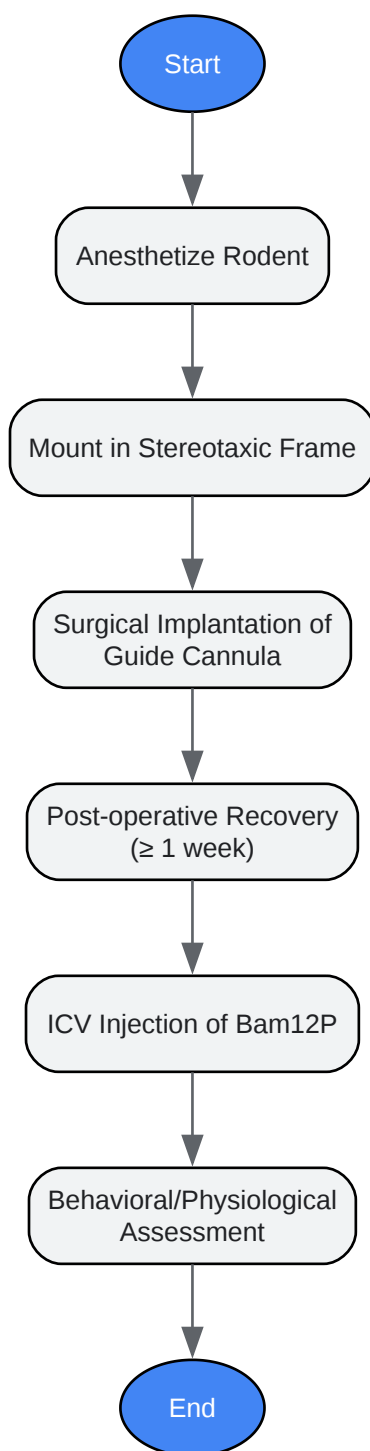 Start
Anesthetize Rodent
Mount in Stereotaxic Frame
Surgical Implantation of
Guide Cannula
Post-operative Recovery
(≥ 1 week)
ICV Injection of Bam12P
Behavioral/Physiological
Assessment
End